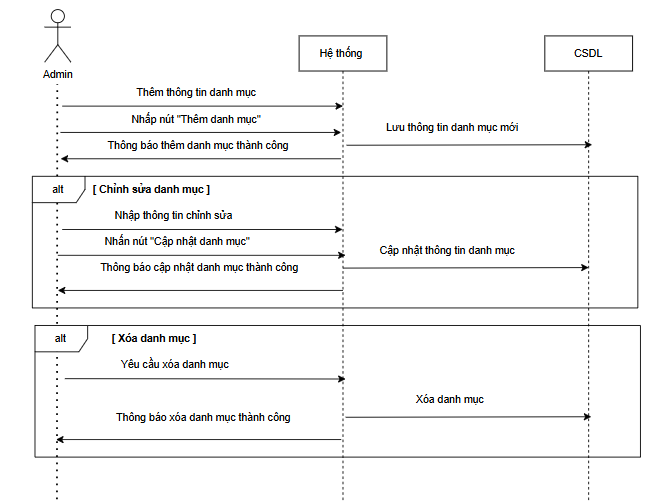 Admin
Hệ thống
CSDL
Thêm thông tin danh mục
Nhấp nút "Thêm danh mục"
Lưu thông tin danh mục mới
Thông báo thêm danh mục thành công
alt
[ Chỉnh sửa danh mục ]
Nhập thông tin chỉnh sửa
Nhấn nút "Cập nhật danh mục"
Cập nhật thông tin danh mục
Thông báo cập nhật danh mục thành công
alt
[ Xóa danh mục ]
Yêu cầu xóa danh mục
Xóa danh mục
Thông báo xóa danh mục thành công